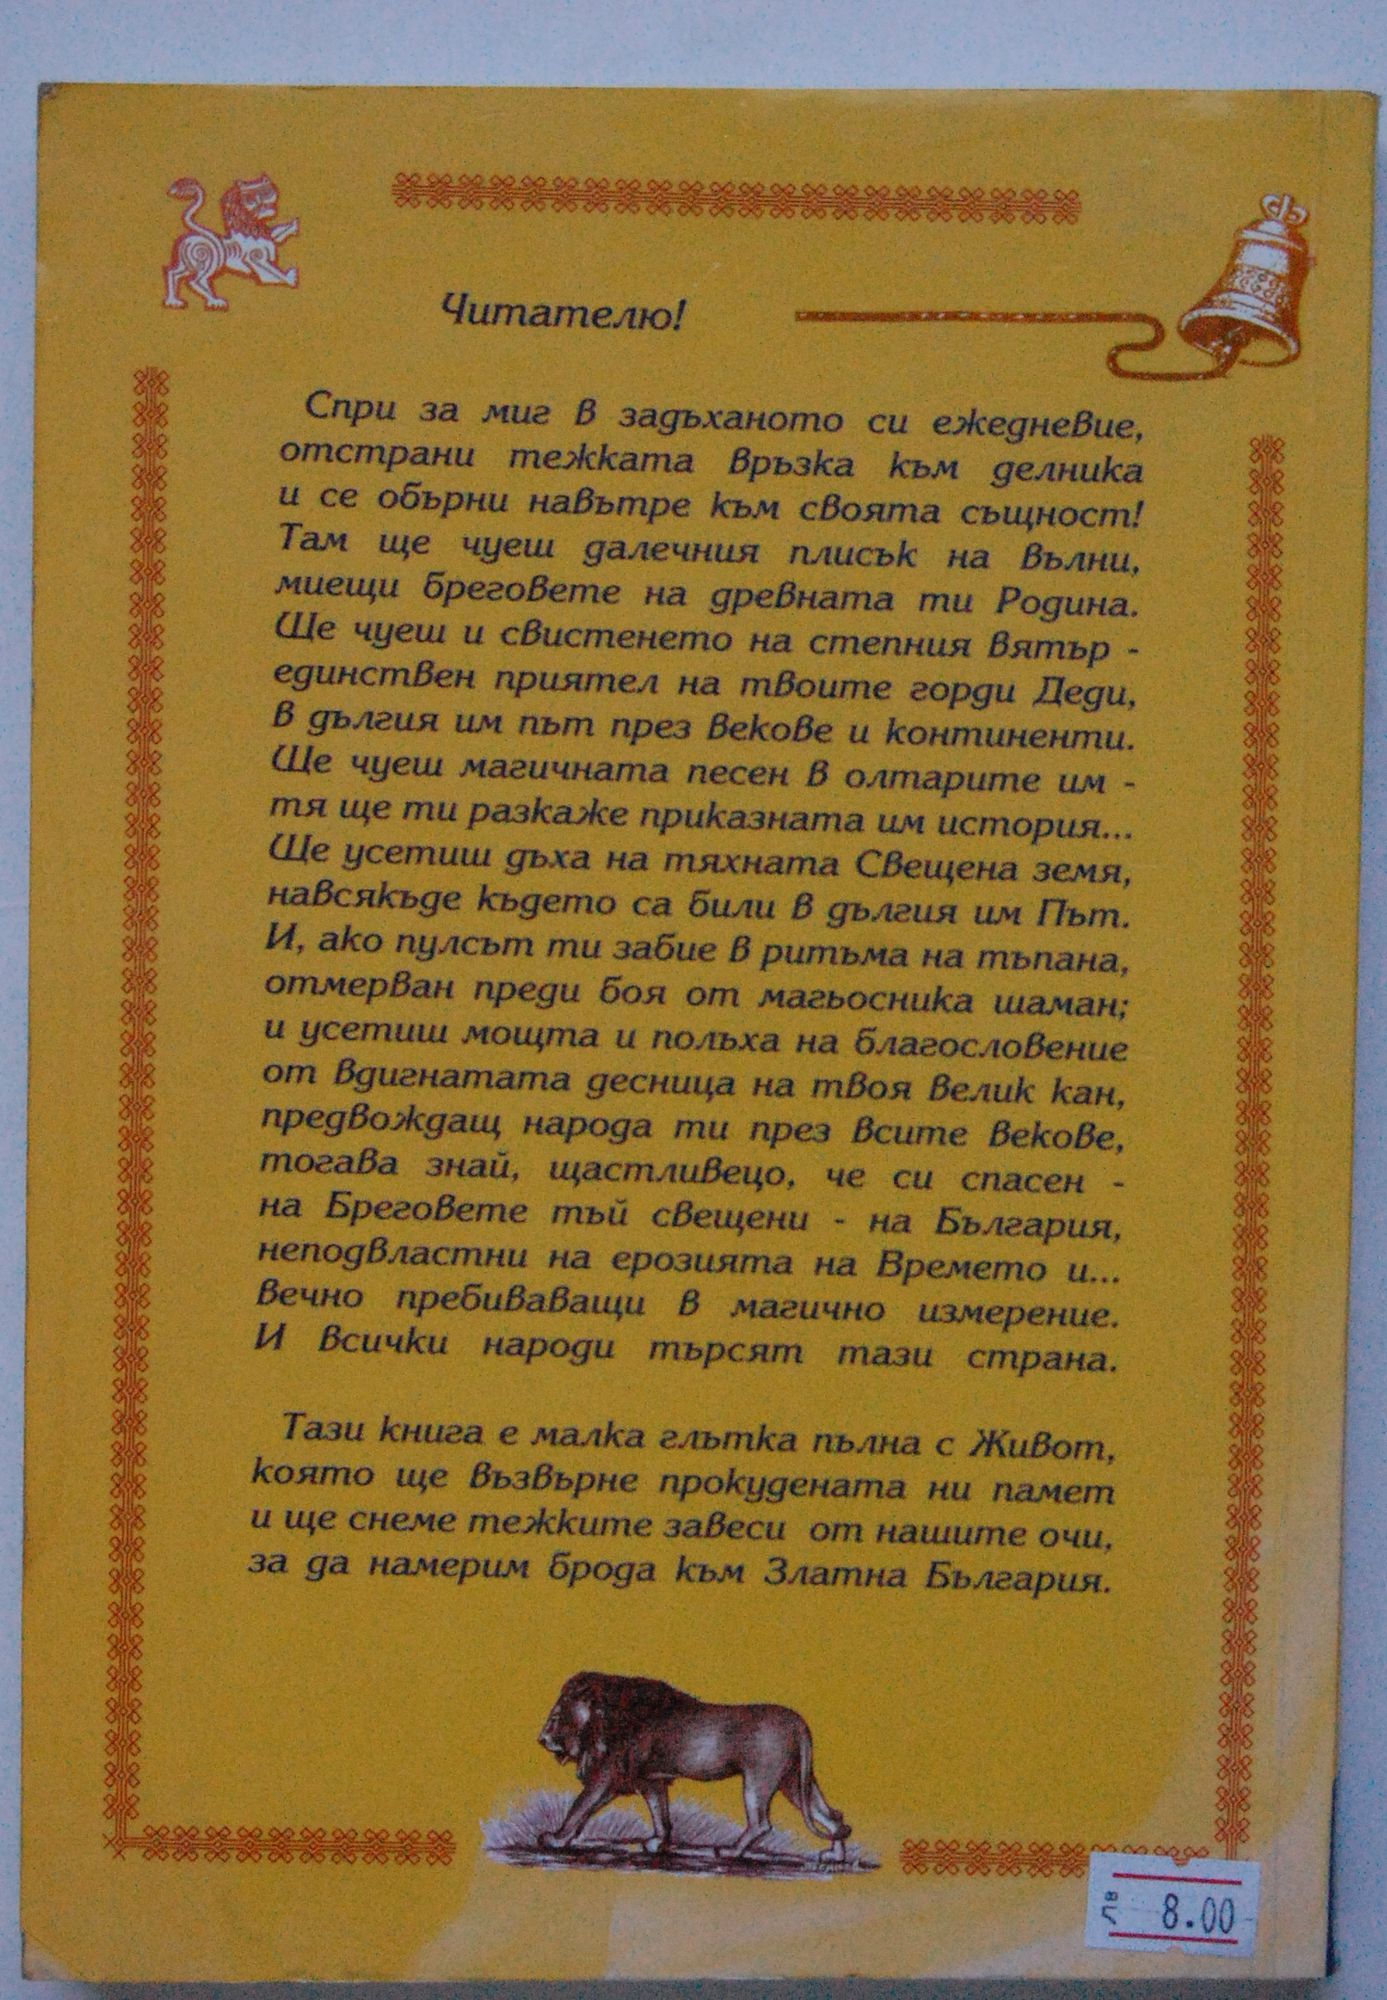 Читателю!
Спри за миг в задъханото си ежедневие,
отстрани тежката връзка към делника
и се обърни навътре към своята същност!
Там ще чуеш далечния плисък на вълни,
миещи бреговете на древната ти Родина.
Ще чуеш и свистенето на степния вятър -
единствен приятел на твоите горди Деди,
в дългия им път през векове и континенти.
Ще чуеш магичната песен в олтарите им -
тя ще ти разкаже приказната им история...
Ще усетиш дъха на тяхната Свещена земя,
навсякъде където са били в дългия им Път.
И, ако пулсът ти забие в ритъма на тъпана,
отмерван преди боя от магьосника шаман;
и усетиш мощта и полъха на благословение
от вдигнатата десница на твоя велик кан,
предвождащ народа ти през всите векове,
тогава знай, щастливецо, че си спасен -
на Бреговете тъй свещени - на България,
неподвластни на ерозията на Времето и...
вечно пребиваващи в магично измерение.
И всички народи търсят тази страна.
Тази книга е малка глътка пълна с Живот,
която ще възвърне прокудената ни памет
и ще снеме тежките завеси от нашите очи,
за да намерим брода към Златна България.
лв 8.00